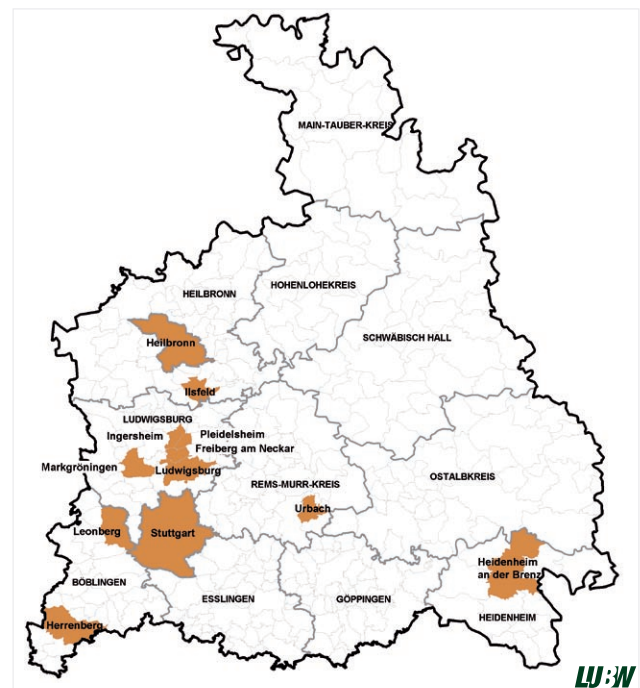 MAIN-TAUBER-KREIS
HOHENLOHEKREIS
HEILBRONN
SCHWÄBISCH HALL
Heilbronn
Ilsfeld
LUDWIGSBURG
Ingersheim
Pleidelsheim
Freiberg am Neckar
Markgröningen
Ludwigsburg
OSTALBKREIS
REMS-MURR-KREIS
Urbach
Leonberg
Stuttgart
Heidenheim
an der Brenz
BÖBLINGEN
ESSLINGEN
GÖPPINGEN
HEIDENHEIM
Herrenberg
LUBW